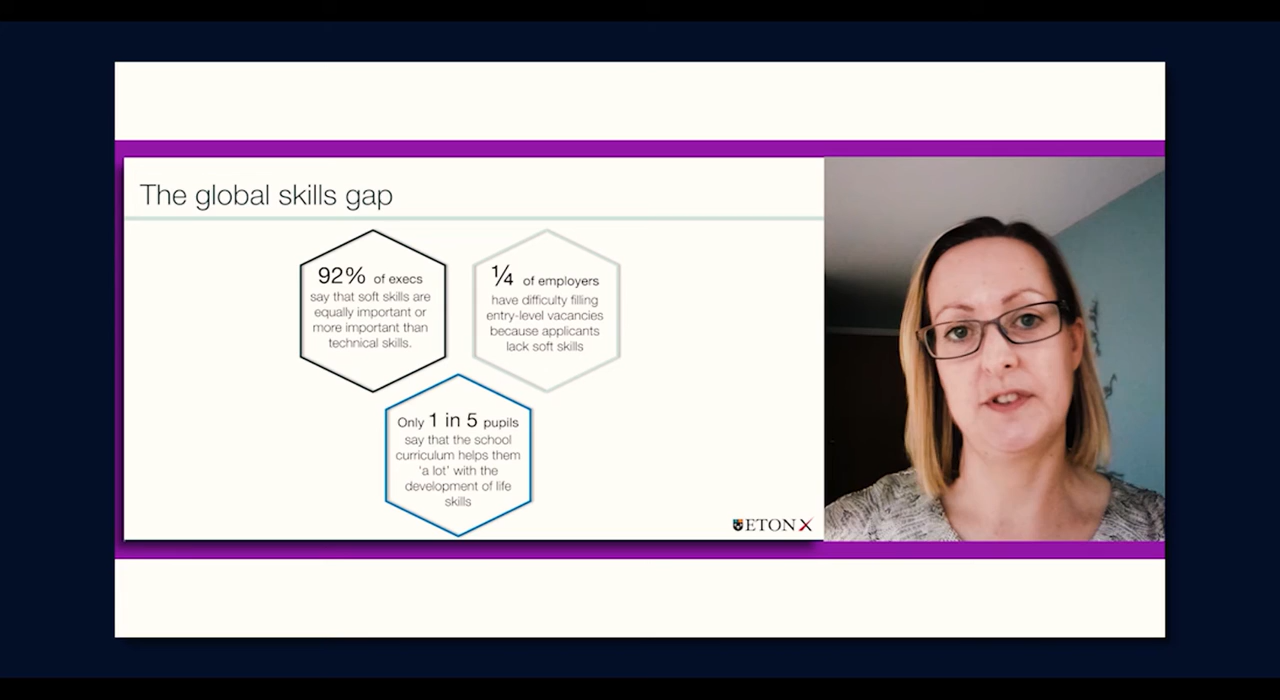 The global skills gap
92% of execs
say that soft skills are
equally important or
more important than
technical skills.
¼ of employers
have difficulty filling
entry-level vacancies
because applicants
lack soft skills
Only 1 in 5 pupils
say that the school
curriculum helps them
'a lot' with the
development of life
skills
ETON X